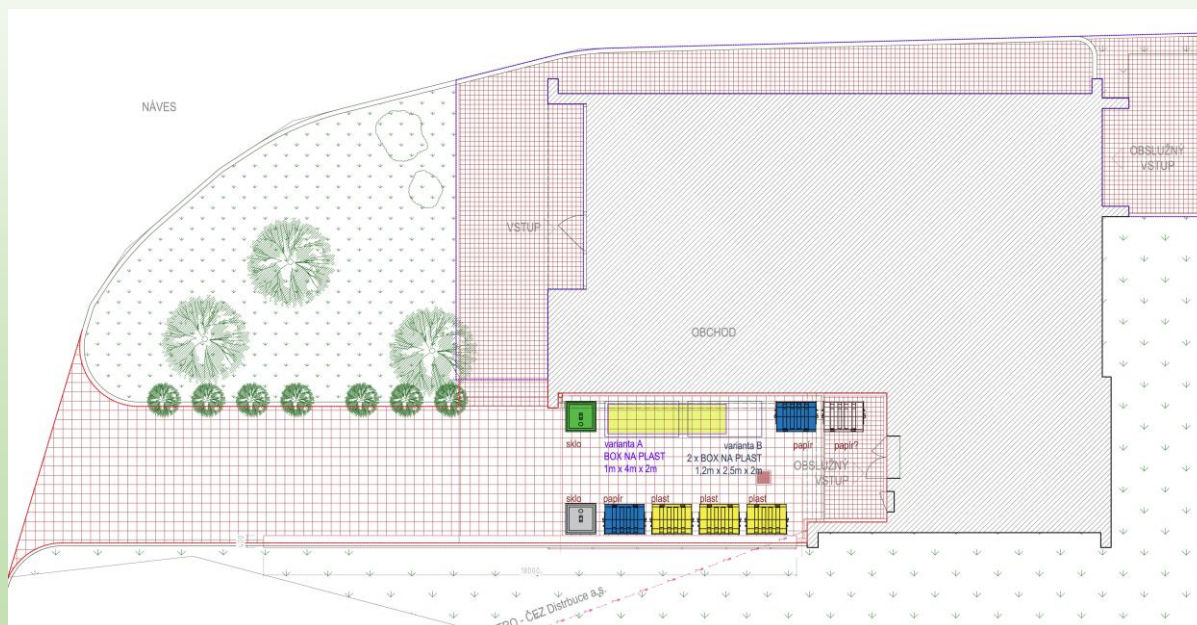 NÁVES
OBSLUŽNÝ
VSTUP
VSTUP
OBCHOD
sklo
varianta A
BOX NA PLAST
1m x 4m x 2m
varianta B
2 x BOX NA PLAST
1,2m x 2,5m x 2m
papír
papír?
OBSLUŽNÝ
VSTUP
sklo
papír
plast
plast
plast
ČEZ Distrbuce a.s.